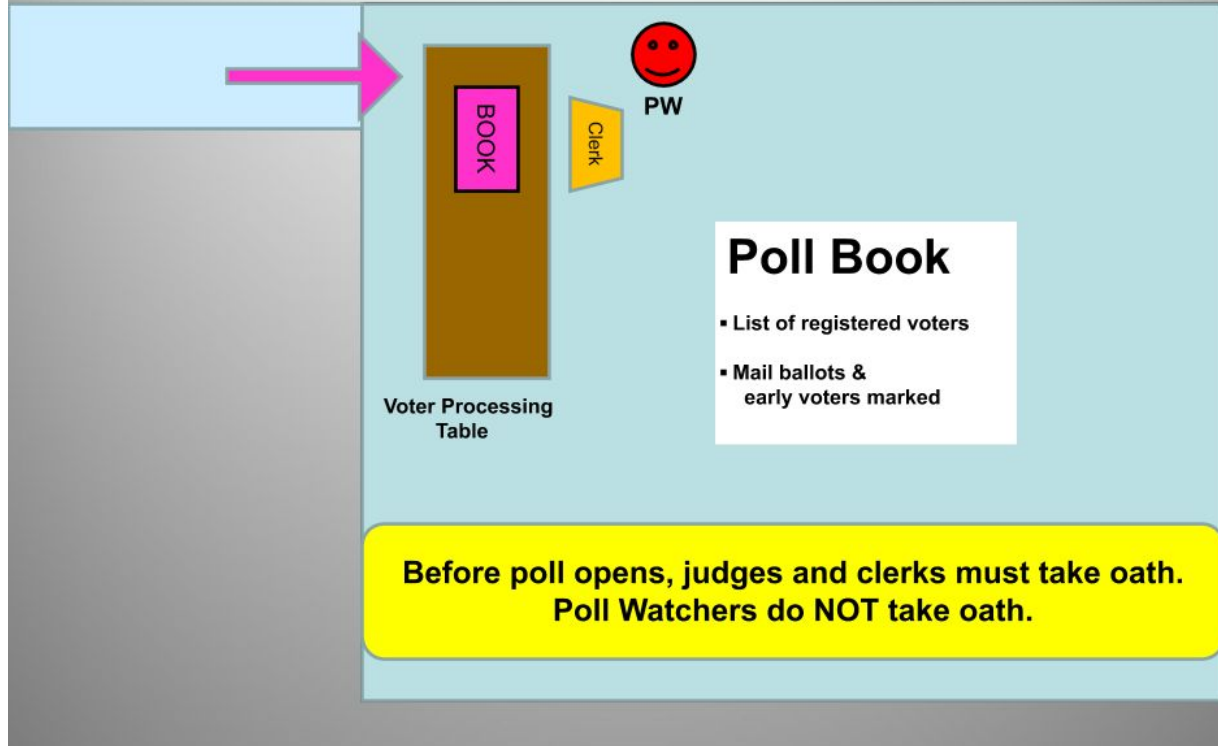 BOOK
Clerk
PW
Poll Book
▪ List of registered voters
▪ Mail ballots &
early voters marked
Voter Processing
Table
Before poll opens, judges and clerks must take oath.
Poll Watchers do NOT take oath.